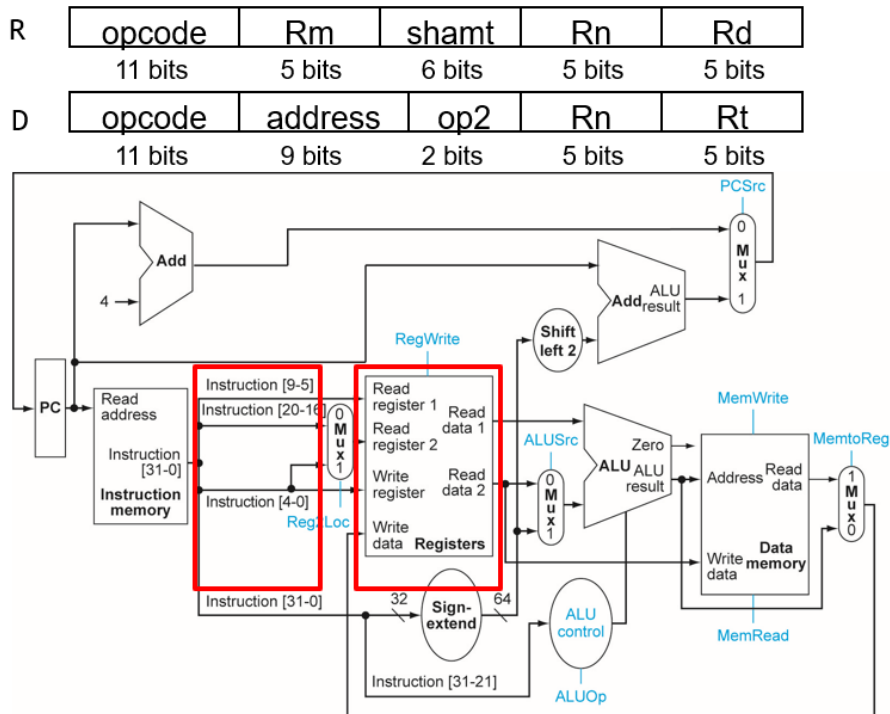 R opcode Rm shamt Rn Rd
11 bits 5 bits 6 bits 5 bits 5 bits
D opcode address op2 Rn Rt
11 bits 9 bits 2 bits 5 bits 5 bits
PCSrc
0
Mux
1
Add
4
Add ALU result
Shift left 2
RegWrite
PC
Read address
Instruction [31-0]
Instruction memory
Instruction [9-5]
Instruction [20-16]
Instruction [4-0]
Instruction [31-0]
0
Mux
1
Reg2Loc
Read register 1
Read register 2
Write register
Write data
Read data 1
Read data 2
Registers
ALUSrc
0
Mux
1
Zero
ALU ALU result
MemWrite
Address
Read data
Write data
Data memory
MemRead
MemtoReg
1
Mux
0
32
Sign-extend
64
ALU control
ALUOp
Instruction [31-21]